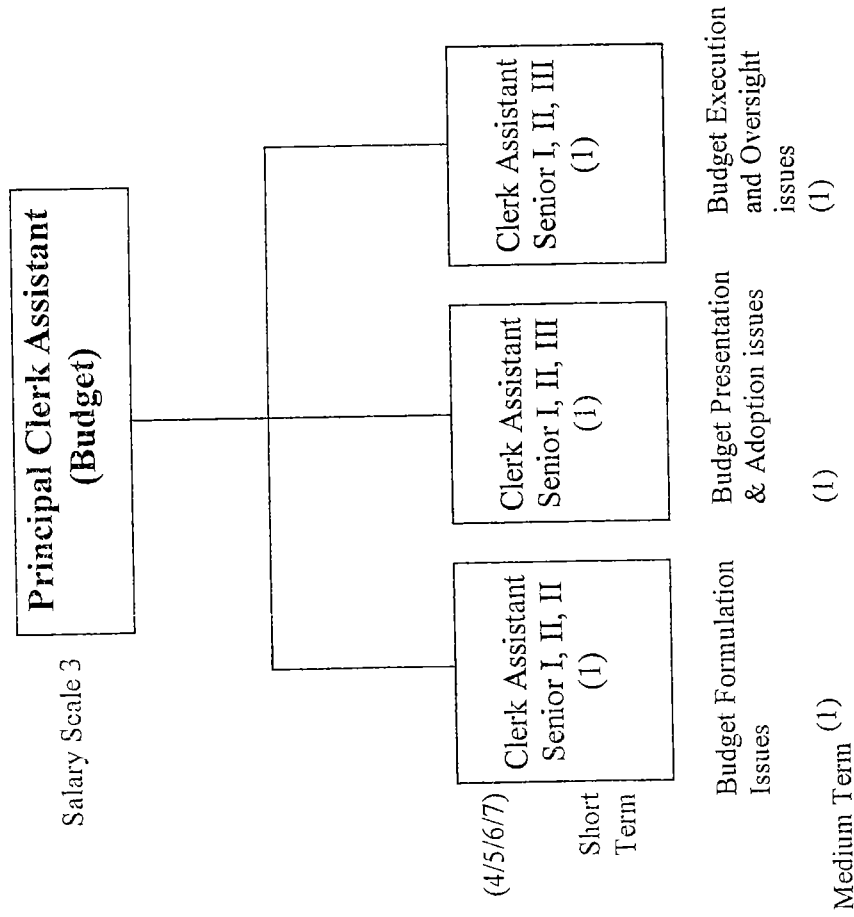 Principal Clerk Assistant
(Budget)
Salary Scale 3
(4/5/6/7)
Short
Term
Clerk Assistant
Senior I, II, II
(1)
Clerk Assistant
Senior I, II, III
(1)
Clerk Assistant
Senior I, II, III
(1)
Budget Formulation
Issues
Budget Presentation
& Adoption issues
Budget Execution
and Oversight
issues
Medium Term (1)
(1)
(1)